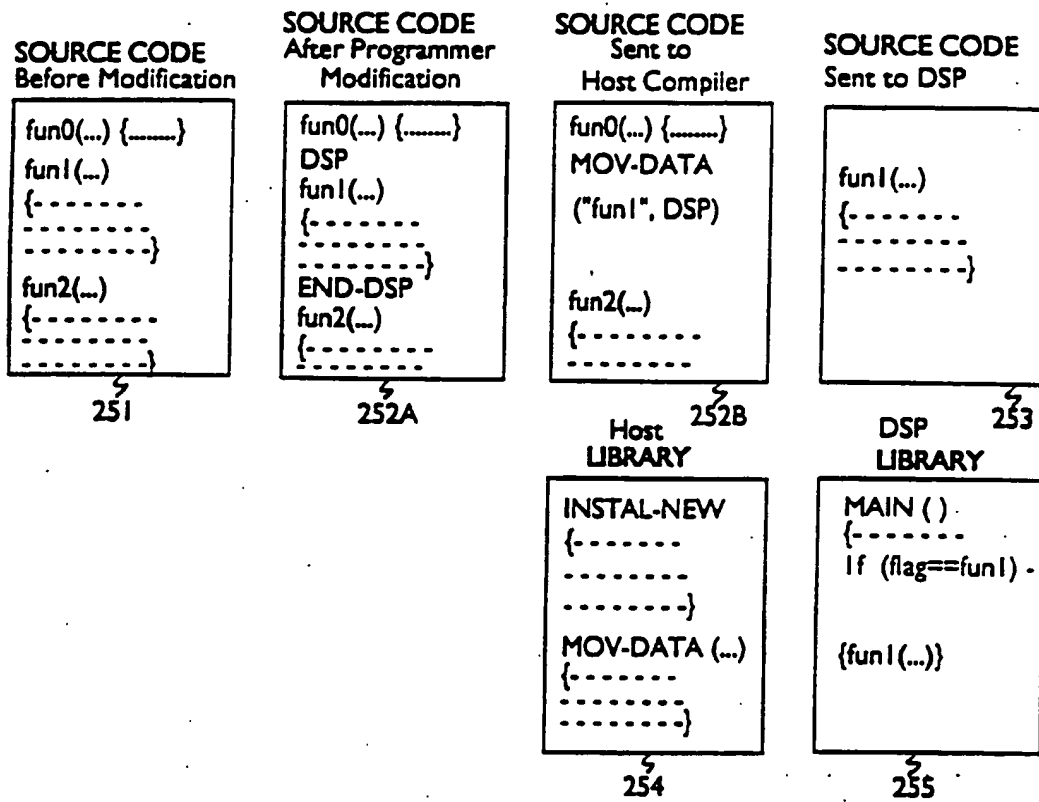 SOURCE CODE
Before Modification
fun0(...) {........}
fun1(...)
{- - - - - - -
- - - - - - - - -
- - - - - - - - -}
fun2(...)
{- - - - - - - -
- - - - - - - - -
- - - - - - - - -}
251
SOURCE CODE
After Programmer
Modification
fun0(...) {........}
DSP
fun1(...)
{- - - - - - - -
- - - - - - - - -
- - - - - - - - -}
END-DSP
fun2(...)
{- - - - - - - - -
- - - - - - -
252A
SOURCE CODE
Sent to
Host Compiler
fun0(...) {........}
MOV-DATA
("fun1", DSP)
fun2(...)
{- - - - - - - - -
- - - - - - - - -
252B
SOURCE CODE
Sent to DSP
fun1(...)
{- - - - - - - -
- - - - - - - - -
- - - - - - - - -}
253
Host
LIBRARY
INSTAL-NEW
{- - - - - - - -
- - - - - - - - -
- - - - - - - - -}
MOV-DATA (...)
{- - - - - - - -
- - - - - - - - -
- - - - - - - - -}
254
DSP
LIBRARY
MAIN ( )
{- - - - - - -
If (flag==fun1) -
{fun1(...)}
255